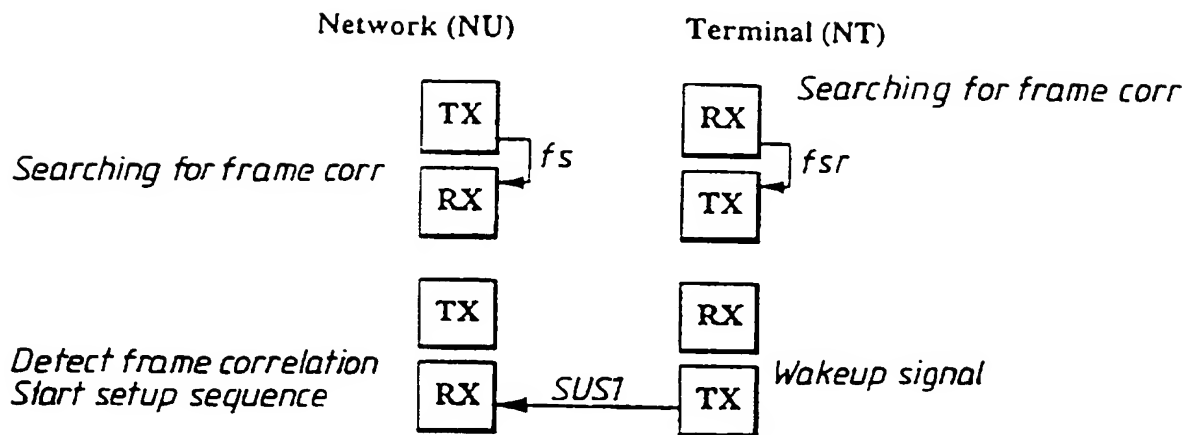 Network (NU)
Terminal (NT)
Searching for frame corr
TX
RX
fs
fsr
Searching for frame corr
RX
TX
TX
RX
Detect frame correlation
Start setup sequence
RX
SUS1
TX
Wakeup signal